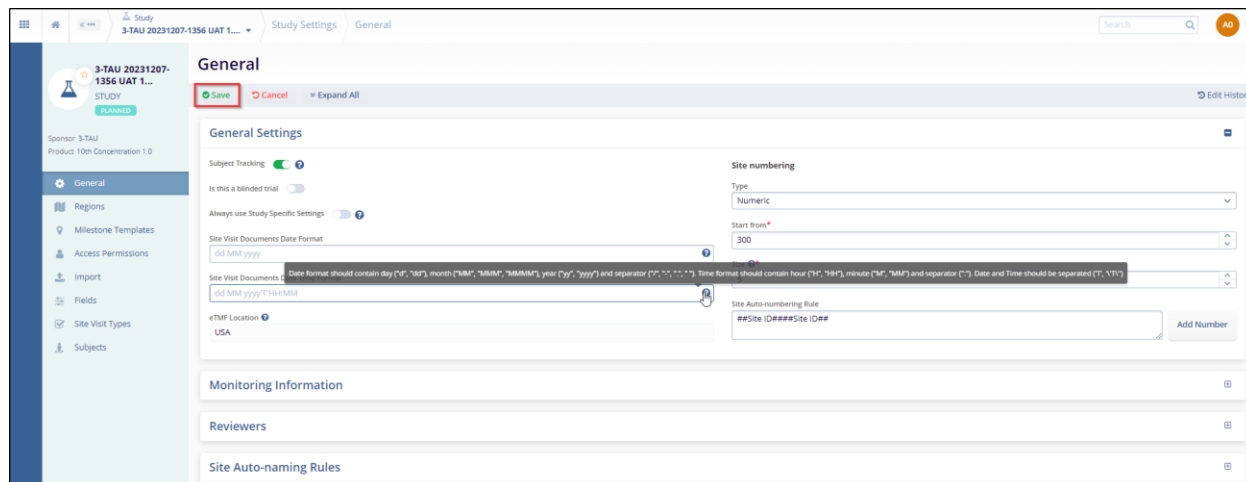 Study
3-TAU 20231207-1356 UAT 1....
Study Settings
General
Search
A0
3-TAU 20231207-
1356 UAT 1...
STUDY
PLANNED
Sponsor 3-TAU
Product 10th Concentration 1.0
General
Regions
Milestone Templates
Access Permissions
Import
Fields
Site Visit Types
Subjects
General
Save
Cancel
Expand All
Edit Histor
General Settings
Subject Tracking
Is this a blinded trial
Always use Study Specific Settings
Site Visit Documents Date Format
dd MM yyyy
Site Visit Documents D
Date format should contain day ("d", "dd"), month ("MM", "MMM", "MMMM"), year ("yy", "yyyy") and separator ("/", "-", ".", " "). Time format should contain hour ("H", "HH"), minute ("M", "MM") and separator (":"). Date and Time should be separated ('T', '\'T\'')
dd MM yyyy'T'HH:MM
eTMF Location
USA
Site numbering
Type
Numeric
Start from*
300
Size
Site Auto-numbering Rule
##Site ID####Site ID##
Add Number
Monitoring Information
Reviewers
Site Auto-naming Rules